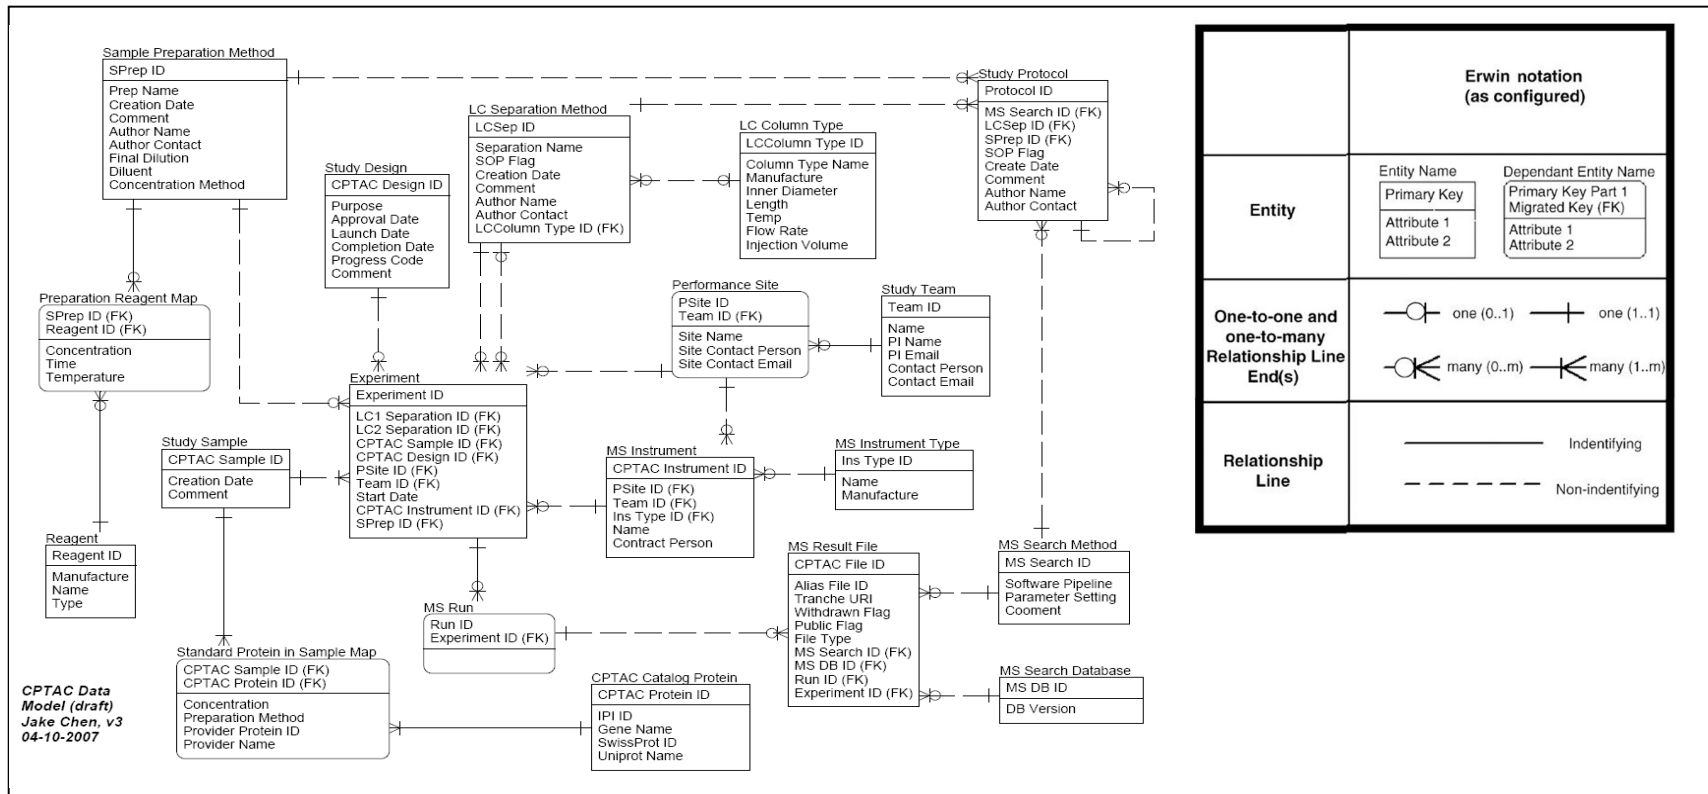 Sample Preparation Method
SPrep ID
Prep Name
Creation Date
Comment
Author Name
Author Contact
Final Dilution
Diluent
Concentration Method
Study Design
CPTAC Design ID
Purpose
Approval Date
Launch Date
Completion Date
Progress Code
Comment
LC Separation Method
LCSep ID
Separation Name
SOP Flag
Creation Date
Comment
Author Name
Author Contact
LCColumn Type ID (FK)
LC Column Type
LCColumn Type ID
Column Type Name
Manufacture
Inner Diameter
Length
Temp
Flow Rate
Injection Volume
Study Protocol
Protocol ID
MS Search ID (FK)
LCSep ID (FK)
SPrep ID (FK)
SOP Flag
Create Date
Comment
Author Name
Author Contact
Preparation Reagent Map
SPrep ID (FK)
Reagent ID (FK)
Concentration
Time
Temperature
Performance Site
PSite ID
Team ID (FK)
Site Name
Site Contact Person
Site Contact Email
Study Team
Team ID
Name
PI Name
PI Email
Contact Person
Contact Email
Experiment
Experiment ID
LC1 Separation ID (FK)
LC2 Separation ID (FK)
CPTAC Sample ID (FK)
CPTAC Design ID (FK)
PSite ID (FK)
Team ID (FK)
Start Date
CPTAC Instrument ID (FK)
SPrep ID (FK)
Study Sample
CPTAC Sample ID
Creation Date
Comment
MS Instrument
CPTAC Instrument ID
PSite ID (FK)
Team ID (FK)
Ins Type ID (FK)
Name
Contract Person
MS Instrument Type
Ins Type ID
Name
Manufacture
Reagent
Reagent ID
Manufacture
Name
Type
MS Result File
CPTAC File ID
Alias File ID
Tranche URI
Withdrawn Flag
Public Flag
File Type
MS Search ID (FK)
MS DB ID (FK)
Run ID (FK)
Experiment ID (FK)
MS Search Method
MS Search ID
Software Pipeline
Parameter Setting
Cooment
MS Run
Run ID
Experiment ID (FK)
Standard Protein in Sample Map
CPTAC Sample ID (FK)
CPTAC Protein ID (FK)
Concentration
Preparation Method
Provider Protein ID
Provider Name
CPTAC Catalog Protein
CPTAC Protein ID
IPI ID
Gene Name
SwissProt ID
Uniprot Name
MS Search Database
MS DB ID
DB Version
CPTAC Data
Model (draft)
Jake Chen, v3
04-10-2007
Erwin notation
(as configured)
Entity
Entity Name
Primary Key
Attribute 1
Attribute 2
Dependant Entity Name
Primary Key Part 1
Migrated Key (FK)
Attribute 1
Attribute 2
One-to-one and
one-to-many
Relationship Line
End(s)
one (0..1)
one (1..1)
many (0..m)
many (1..m)
Relationship
Line
Indentifying
Non-indentifying